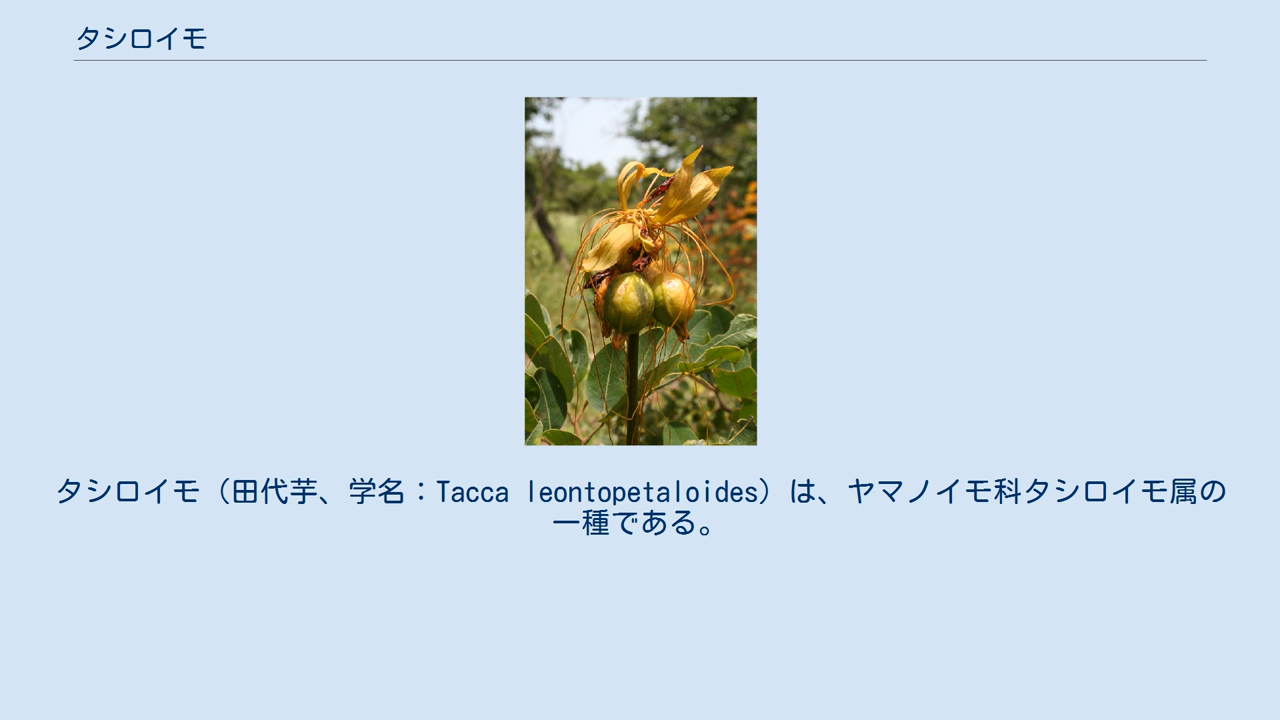 タシロイモ
タシロイモ（田代芋、学名：Tacca leontopetaloides）は、ヤマノイモ科タシロイモ属の
一種である。